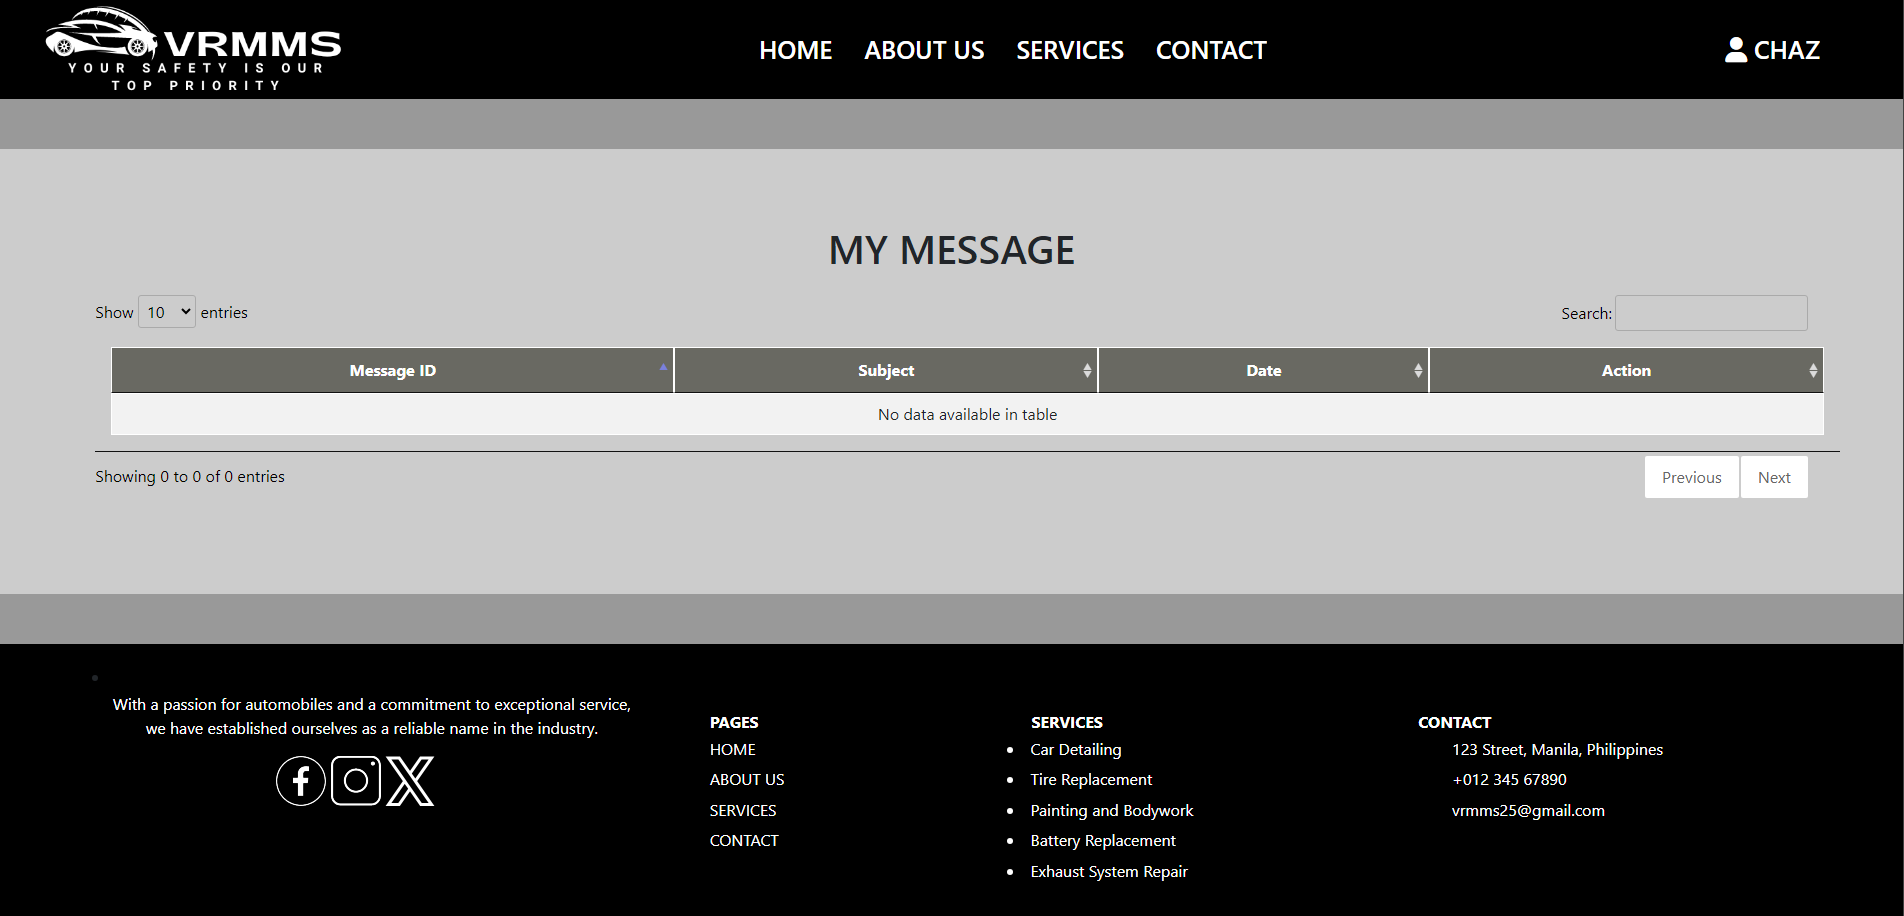 VRMMS
YOUR SAFETY IS OUR
TOP PRIORITY
HOME ABOUT US SERVICES CONTACT
CHAZ
MY MESSAGE
Show 10 entries
Search:
Message ID Subject Date Action
No data available in table
Showing 0 to 0 of 0 entries
Previous Next
With a passion for automobiles and a commitment to exceptional service,
we have established ourselves as a reliable name in the industry.
PAGES
HOME
ABOUT US
SERVICES
CONTACT
SERVICES
Car Detailing
Tire Replacement
Painting and Bodywork
Battery Replacement
Exhaust System Repair
CONTACT
123 Street, Manila, Philippines
+012 345 67890
vrmms25@gmail.com